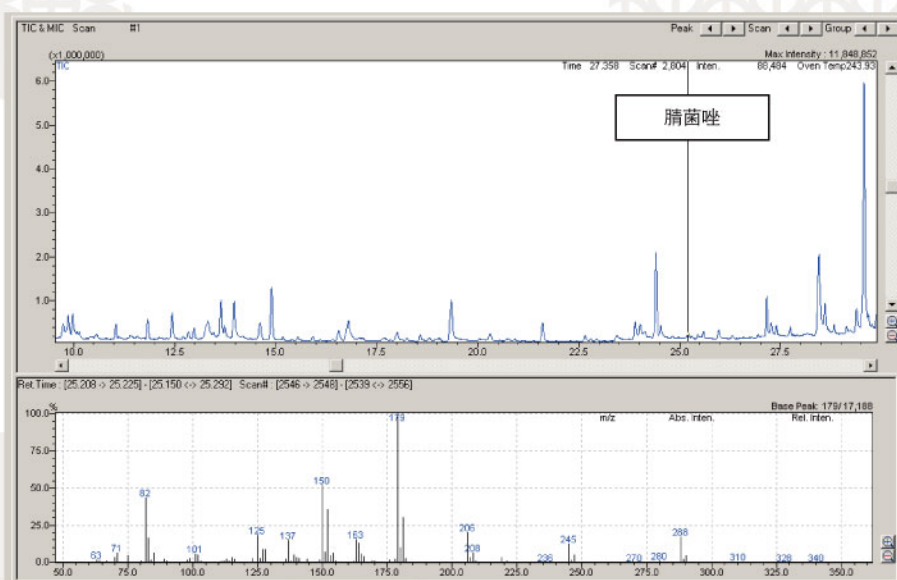 TIC & MIC Scan #1 Peak Scan Group
(x1,000,000) Max Intensity : 11,848,852
TIC Time 27.358 Scan# 2,804 Inten. 88,484 Oven Temp243.93
6.0
腈菌唑
5.0
4.0
3.0
2.0
1.0
10.0 12.5 15.0 17.5 20.0 22.5 25.0 27.5
Ret.Time : [25.208 -> 25.225] - [25.150 <-> 25.292] Scan# : [2546 -> 2548] - [2539 <-> 2556]
% Base Peak: 179/17,188
100.0 179 m/z Abs. Inten. Rel. Inten.
75.0
50.0 82 150
25.0 125 137 163 206 245 288
0.0 63 71 101 208 236 270 280 310 328 340
50.0 75.0 100.0 125.0 150.0 175.0 200.0 225.0 250.0 275.0 300.0 325.0 350.0